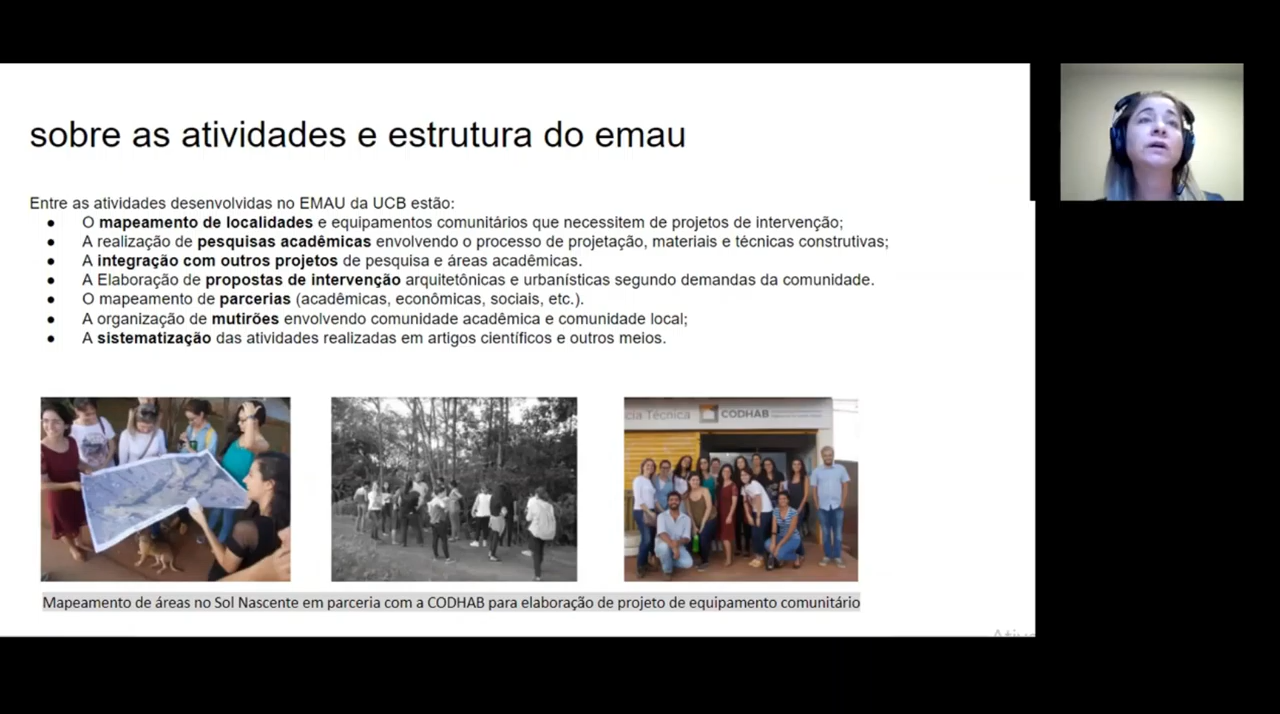 sobre as atividades e estrutura do emau
Entre as atividades desenvolvidas no EMAU da UCB estão:
● O mapeamento de localidades e equipamentos comunitários que necessitem de projetos de intervenção;
● A realização de pesquisas acadêmicas envolvendo o processo de projetação, materiais e técnicas construtivas;
● A integração com outros projetos de pesquisa e áreas acadêmicas.
● A Elaboração de propostas de intervenção arquitetônicas e urbanísticas segundo demandas da comunidade.
● O mapeamento de parcerias (acadêmicas, econômicas, sociais, etc.).
● A organização de mutirões envolvendo comunidade acadêmica e comunidade local;
● A sistematização das atividades realizadas em artigos científicos e outros meios.
cia Técnica CODHAB
Mapeamento de áreas no Sol Nascente em parceria com a CODHAB para elaboração de projeto de equipamento comunitário